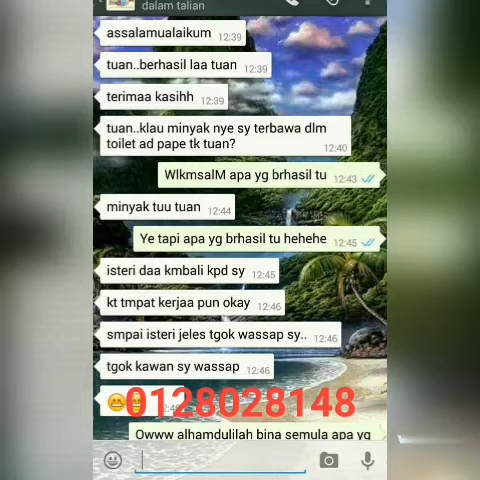 dalam talian
assalamualaikum 12:39
tuan..berhasil laa tuan 12:39
terimaa kasihh 12:39
tuan..klau minyak nye sy terbawa dlm
toilet ad pape tk tuan? 12:40
WlkmsalM apa yg brhasil tu 12:43
minyak tuu tuan 12:44
Ye tapi apa yg brhasil tu hehehe 12:45
isteri daa kmbali kpd sy 12:45
kt tmpat kerjaa pun okay 12:46
smpai isteri jeles tgok wassap sy.. 12:46
tgok kawan sy wassap 12:46
0128028148
Owww alhamdulilah bina semula apa yg